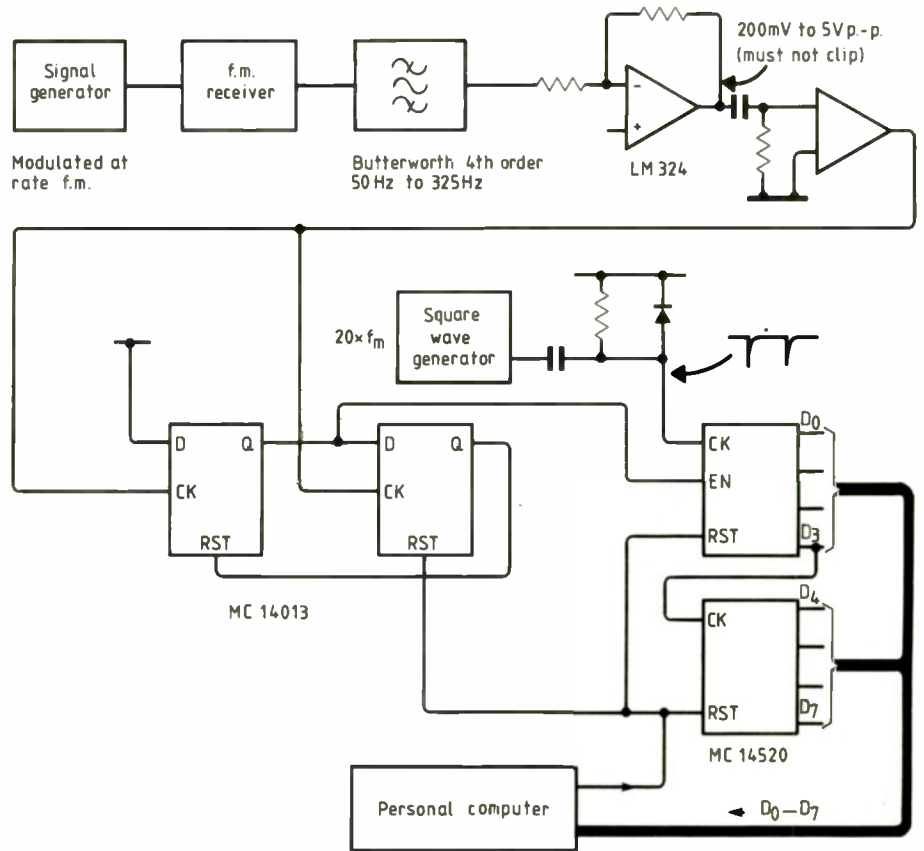 Signal
generator
f.m.
receiver
200mV to 5V p.-p.
(must not clip)
-
+
LM 324
Modulated at
rate f.m.
Butterworth 4th order
50Hz to 325Hz
20×fm
Square
wave
generator
D Q
CK
RST
D Q
CK
RST
MC 14013
CK
EN
RST
D0
D3
CK
RST
D4
D7
MC 14520
Personal computer
D0–D7